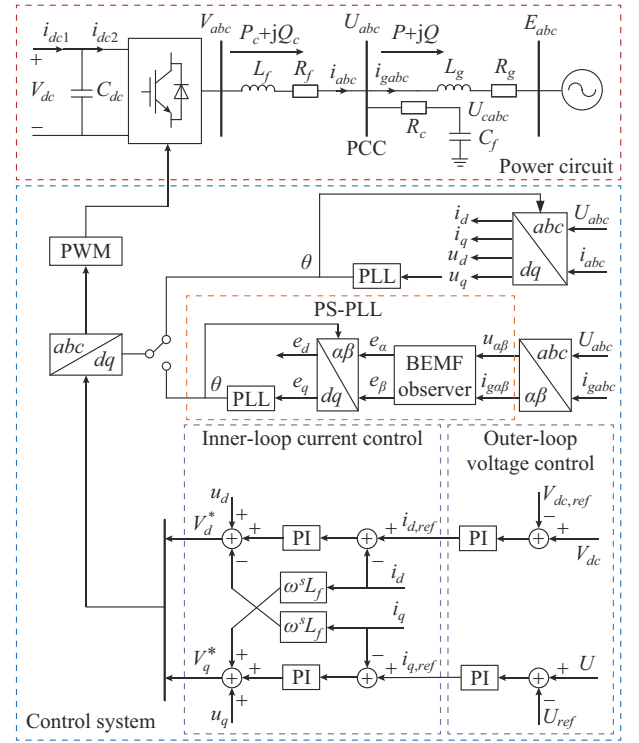 V_abc
P_c+jQ_c
U_abc
P+jQ
E_abc
i_dc1
i_dc2
+
V_dc
−
C_dc
L_f
R_f
i_abc
i_gabc
L_g
R_g
R_c
U_cabc
C_f
PCC
Power circuit
PWM
abc
dq
θ
PLL
i_d
i_q
u_d
u_q
abc
dq
U_abc
i_abc
PS-PLL
θ
PLL
e_d
e_q
αβ
dq
e_α
e_β
BEMF
observer
u_αβ
i_gαβ
abc
αβ
U_abc
i_gabc
Inner-loop current control
Outer-loop
voltage control
u_d
V_d^*
+
+
−
+
PI
+
+
−
i_d,ref
PI
+
−
+
V_dc,ref
V_dc
ω^sL_f
i_d
ω^sL_f
i_q
V_q^*
+
+
+
+
PI
+
−
+
i_q,ref
PI
+
+
−
U
U_ref
u_q
Control system